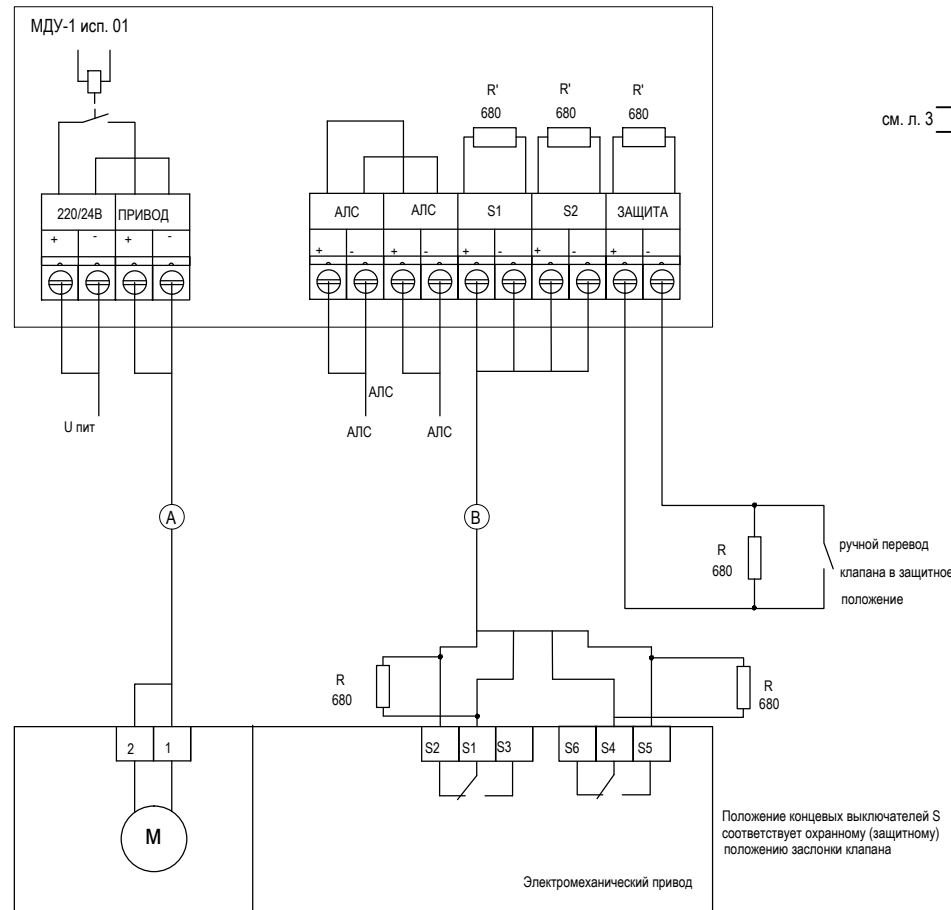 МДУ-1 исп. 01
R' R' R'
680 680 680
см. л. 3
220/24В ПРИВОД АЛС АЛС S1 S2 ЗАЩИТА
+ - + - + - + - + - + - + -
АЛС
U пит АЛС АЛС
A B
ручной перевод
R
клапана в защитное
680
положение
R R
680 680
2 1 S2 S1 S3 S6 S4 S5
M
Положение концевых выключателей S
соответствует охранному (защитному)
положению заслонки клапана
Электромеханический привод